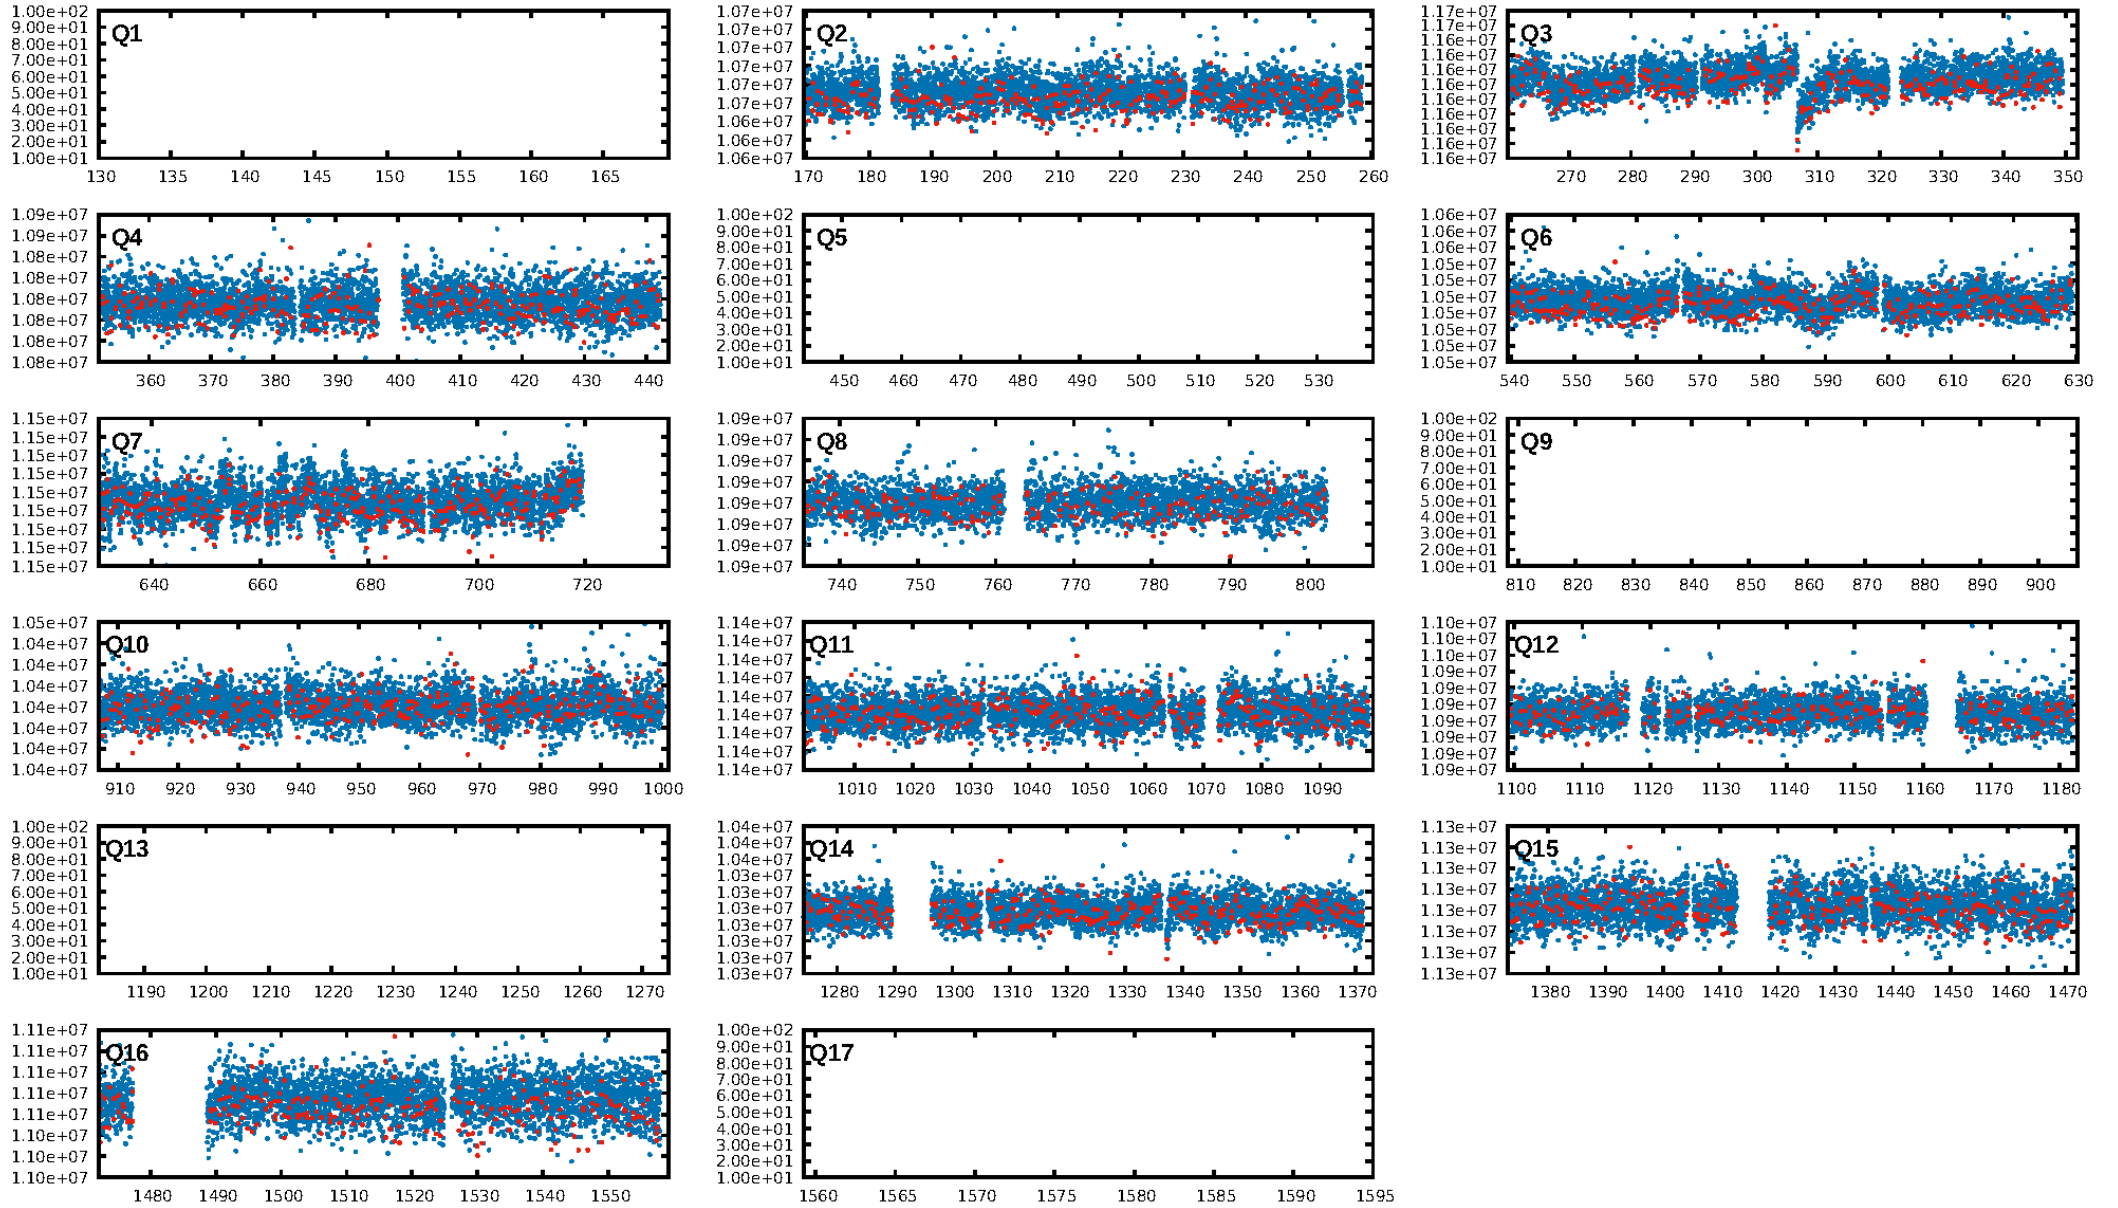 Q1
1.00e+02
9.00e+01
8.00e+01
7.00e+01
6.00e+01
5.00e+01
4.00e+01
3.00e+01
2.00e+01
1.00e+01
130 135 140 145 150 155 160 165
Q2
1.07e+07
1.07e+07
1.07e+07
1.07e+07
1.07e+07
1.07e+07
1.06e+07
1.06e+07
1.06e+07
170 180 190 200 210 220 230 240 250 260
Q3
1.17e+07
1.17e+07
1.16e+07
1.16e+07
1.16e+07
1.16e+07
1.16e+07
1.16e+07
1.16e+07
1.16e+07
1.16e+07
270 280 290 300 310 320 330 340 350
Q4
1.09e+07
1.09e+07
1.08e+07
1.08e+07
1.08e+07
1.08e+07
1.08e+07
1.08e+07
360 370 380 390 400 410 420 430 440
Q5
1.00e+02
9.00e+01
8.00e+01
7.00e+01
6.00e+01
5.00e+01
4.00e+01
3.00e+01
2.00e+01
1.00e+01
450 460 470 480 490 500 510 520 530
Q6
1.06e+07
1.06e+07
1.06e+07
1.05e+07
1.05e+07
1.05e+07
1.05e+07
1.05e+07
1.05e+07
540 550 560 570 580 590 600 610 620 630
Q7
1.15e+07
1.15e+07
1.15e+07
1.15e+07
1.15e+07
1.15e+07
1.15e+07
1.15e+07
1.15e+07
640 660 680 700 720
Q8
1.09e+07
1.09e+07
1.09e+07
1.09e+07
1.09e+07
1.09e+07
1.09e+07
1.09e+07
740 750 760 770 780 790 800
Q9
1.00e+02
9.00e+01
8.00e+01
7.00e+01
6.00e+01
5.00e+01
4.00e+01
3.00e+01
2.00e+01
1.00e+01
810 820 830 840 850 860 870 880 890 900
Q10
1.05e+07
1.04e+07
1.04e+07
1.04e+07
1.04e+07
1.04e+07
1.04e+07
1.04e+07
910 920 930 940 950 960 970 980 990 1000
Q11
1.14e+07
1.14e+07
1.14e+07
1.14e+07
1.14e+07
1.14e+07
1.14e+07
1.14e+07
1.14e+07
1010 1020 1030 1040 1050 1060 1070 1080 1090
Q12
1.10e+07
1.10e+07
1.10e+07
1.09e+07
1.09e+07
1.09e+07
1.09e+07
1.09e+07
1.09e+07
1.09e+07
1100 1110 1120 1130 1140 1150 1160 1170 1180
Q13
1.00e+02
9.00e+01
8.00e+01
7.00e+01
6.00e+01
5.00e+01
4.00e+01
3.00e+01
2.00e+01
1.00e+01
1190 1200 1210 1220 1230 1240 1250 1260 1270
Q14
1.04e+07
1.04e+07
1.04e+07
1.03e+07
1.03e+07
1.03e+07
1.03e+07
1.03e+07
1.03e+07
1.03e+07
1280 1290 1300 1310 1320 1330 1340 1350 1360 1370
Q15
1.13e+07
1.13e+07
1.13e+07
1.13e+07
1.13e+07
1.13e+07
1.13e+07
1.13e+07
1380 1390 1400 1410 1420 1430 1440 1450 1460 1470
Q16
1.11e+07
1.11e+07
1.11e+07
1.11e+07
1.11e+07
1.10e+07
1.10e+07
1.10e+07
1480 1490 1500 1510 1520 1530 1540 1550
Q17
1.00e+02
9.00e+01
8.00e+01
7.00e+01
6.00e+01
5.00e+01
4.00e+01
3.00e+01
2.00e+01
1.00e+01
1560 1565 1570 1575 1580 1585 1590 1595